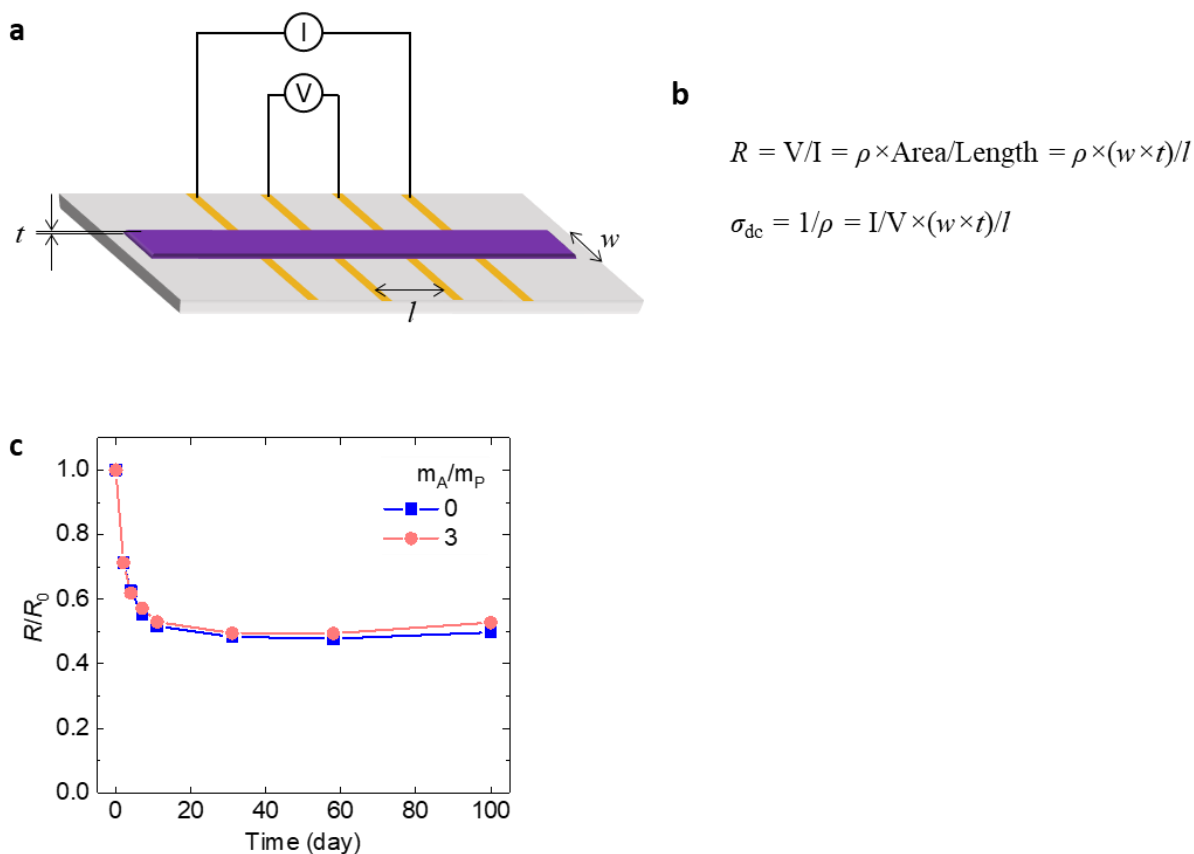 a
I
V
t
w
l
b
R = V/I = ρ×Area/Length = ρ×(w×t)/l
σdc = 1/ρ = I/V×(w×t)/l
c
mA/mP
0
3
1.0
0.8
0.6
0.4
0.2
0.0
R/R0
0 20 40 60 80 100
Time (day)